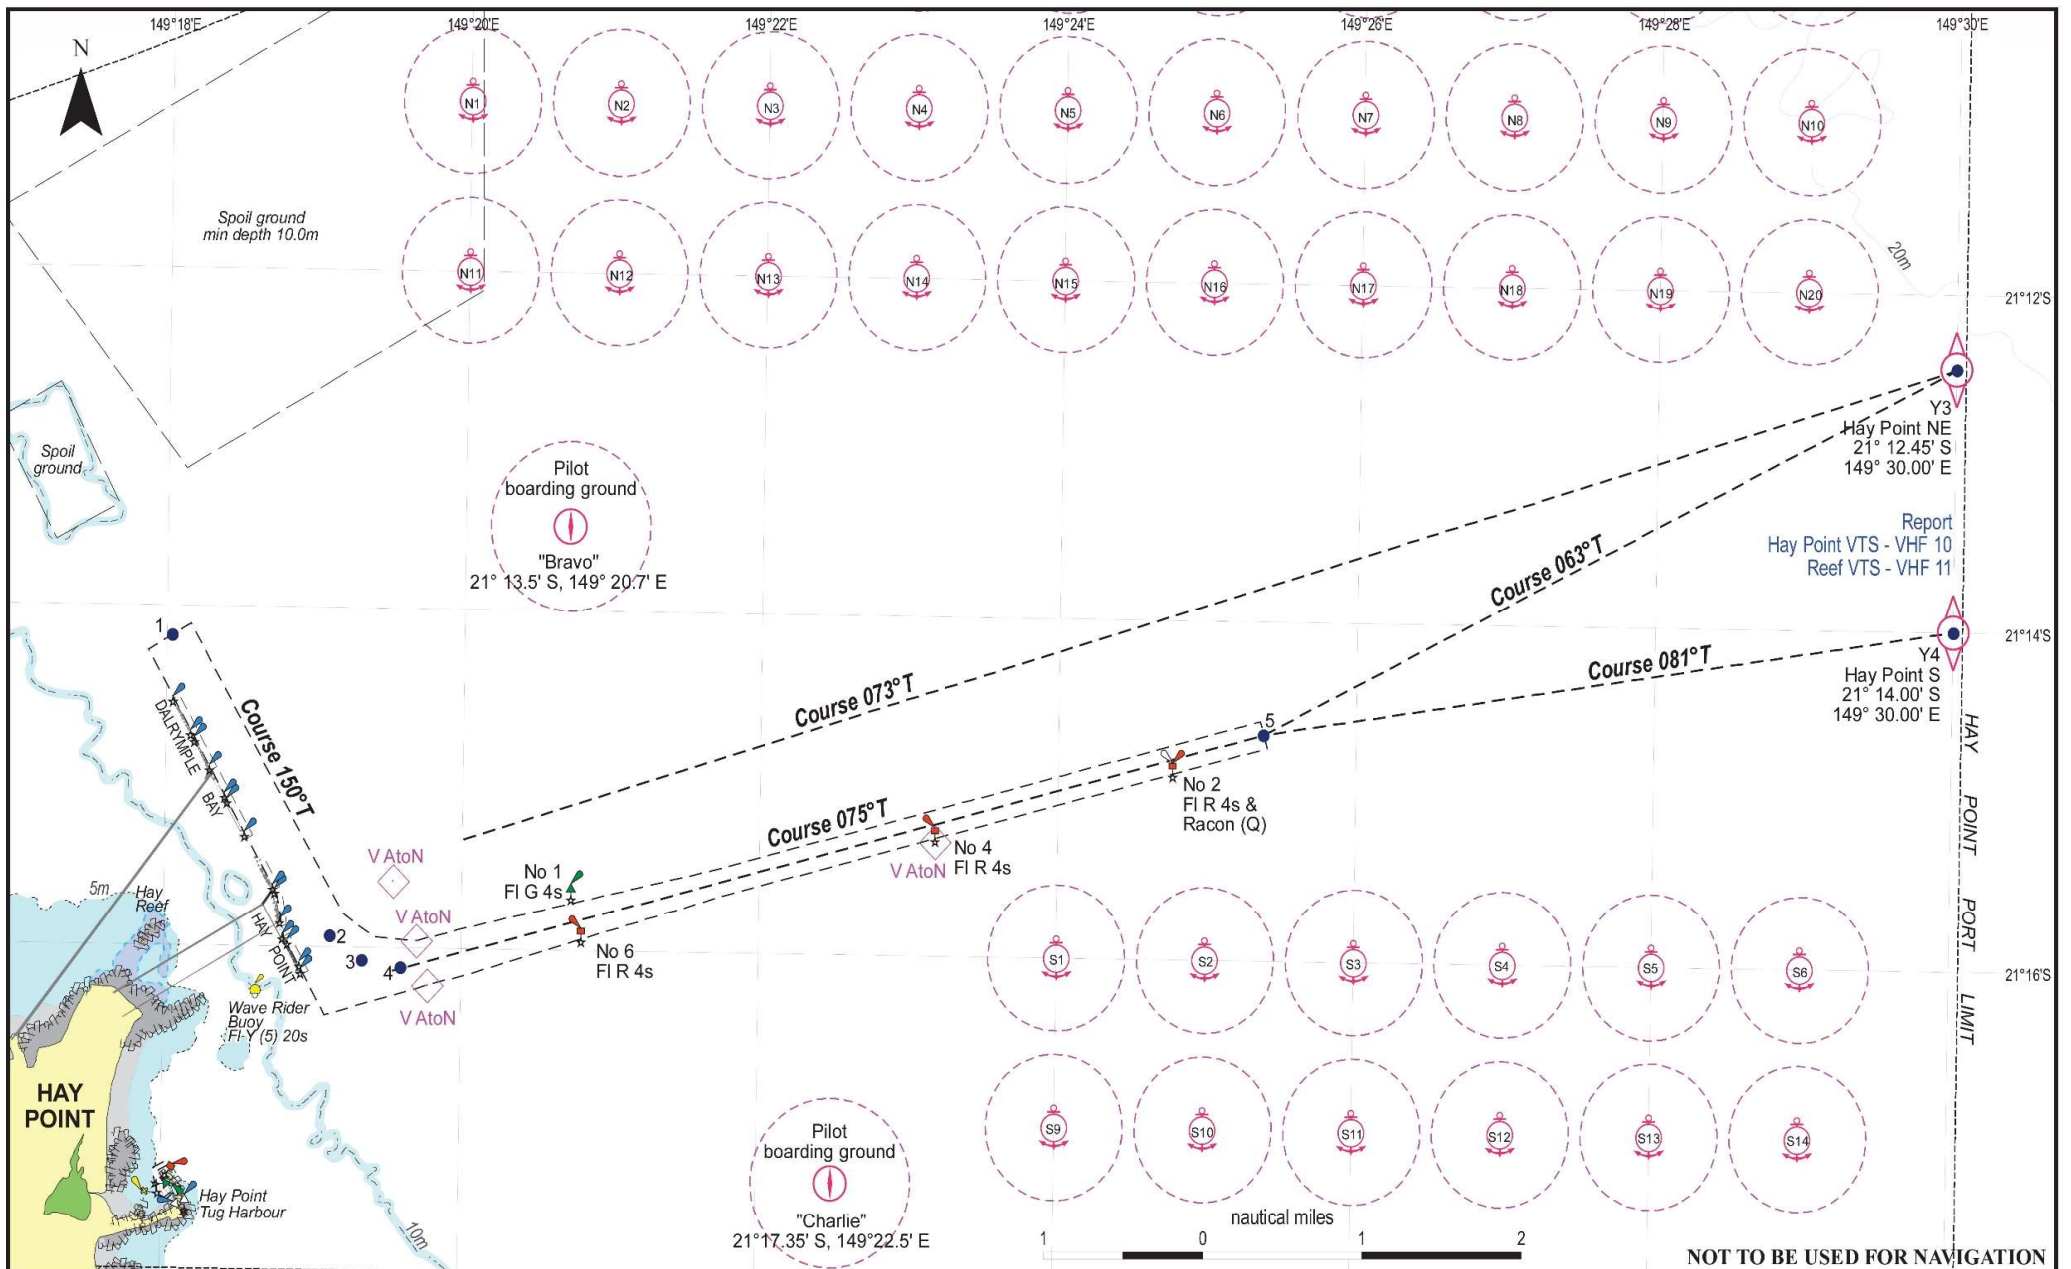 149°18'E
149°20'E
149°22'E
149°24'E
149°26'E
149°28'E
149°30'E
N
N1
N2
N3
N4
N5
N6
N7
N8
N9
N10
Spoil ground
min depth 10.0m
20m
N11
N12
N13
N14
N15
N16
N17
N18
N19
N20
21°12'S
Y3
Hay Point NE
21° 12.45' S
149° 30.00' E
Spoil
ground
Pilot
boarding ground
"Bravo"
21° 13.5' S, 149° 20.7' E
Report
Hay Point VTS - VHF 10
Reef VTS - VHF 11
Course 063°T
1
21°14'S
Y4
Hay Point S
21° 14.00' S
149° 30.00' E
Course 081°T
Course 073°T
DALRYMPLE
BAY
Course 150°T
5
HAY POINT PORT LIMIT
No 2
Fl R 4s &
Racon (Q)
Course 075°T
V AtoN
No 4
Fl R 4s
V AtoN
No 1
Fl G 4s
5m
Hay
Reef
HAY POINT
V AtoN
2
3
4
No 6
Fl R 4s
V AtoN
S1
S2
S3
S4
S5
S6
21°16'S
Wave Rider
Buoy
Fl Y (5) 20s
HAY
POINT
S9
S10
S11
S12
S13
S14
Pilot
boarding ground
"Charlie"
21°17.35' S, 149°22.5' E
Hay Point
Tug Harbour
10m
nautical miles
1
0
1
2
NOT TO BE USED FOR NAVIGATION